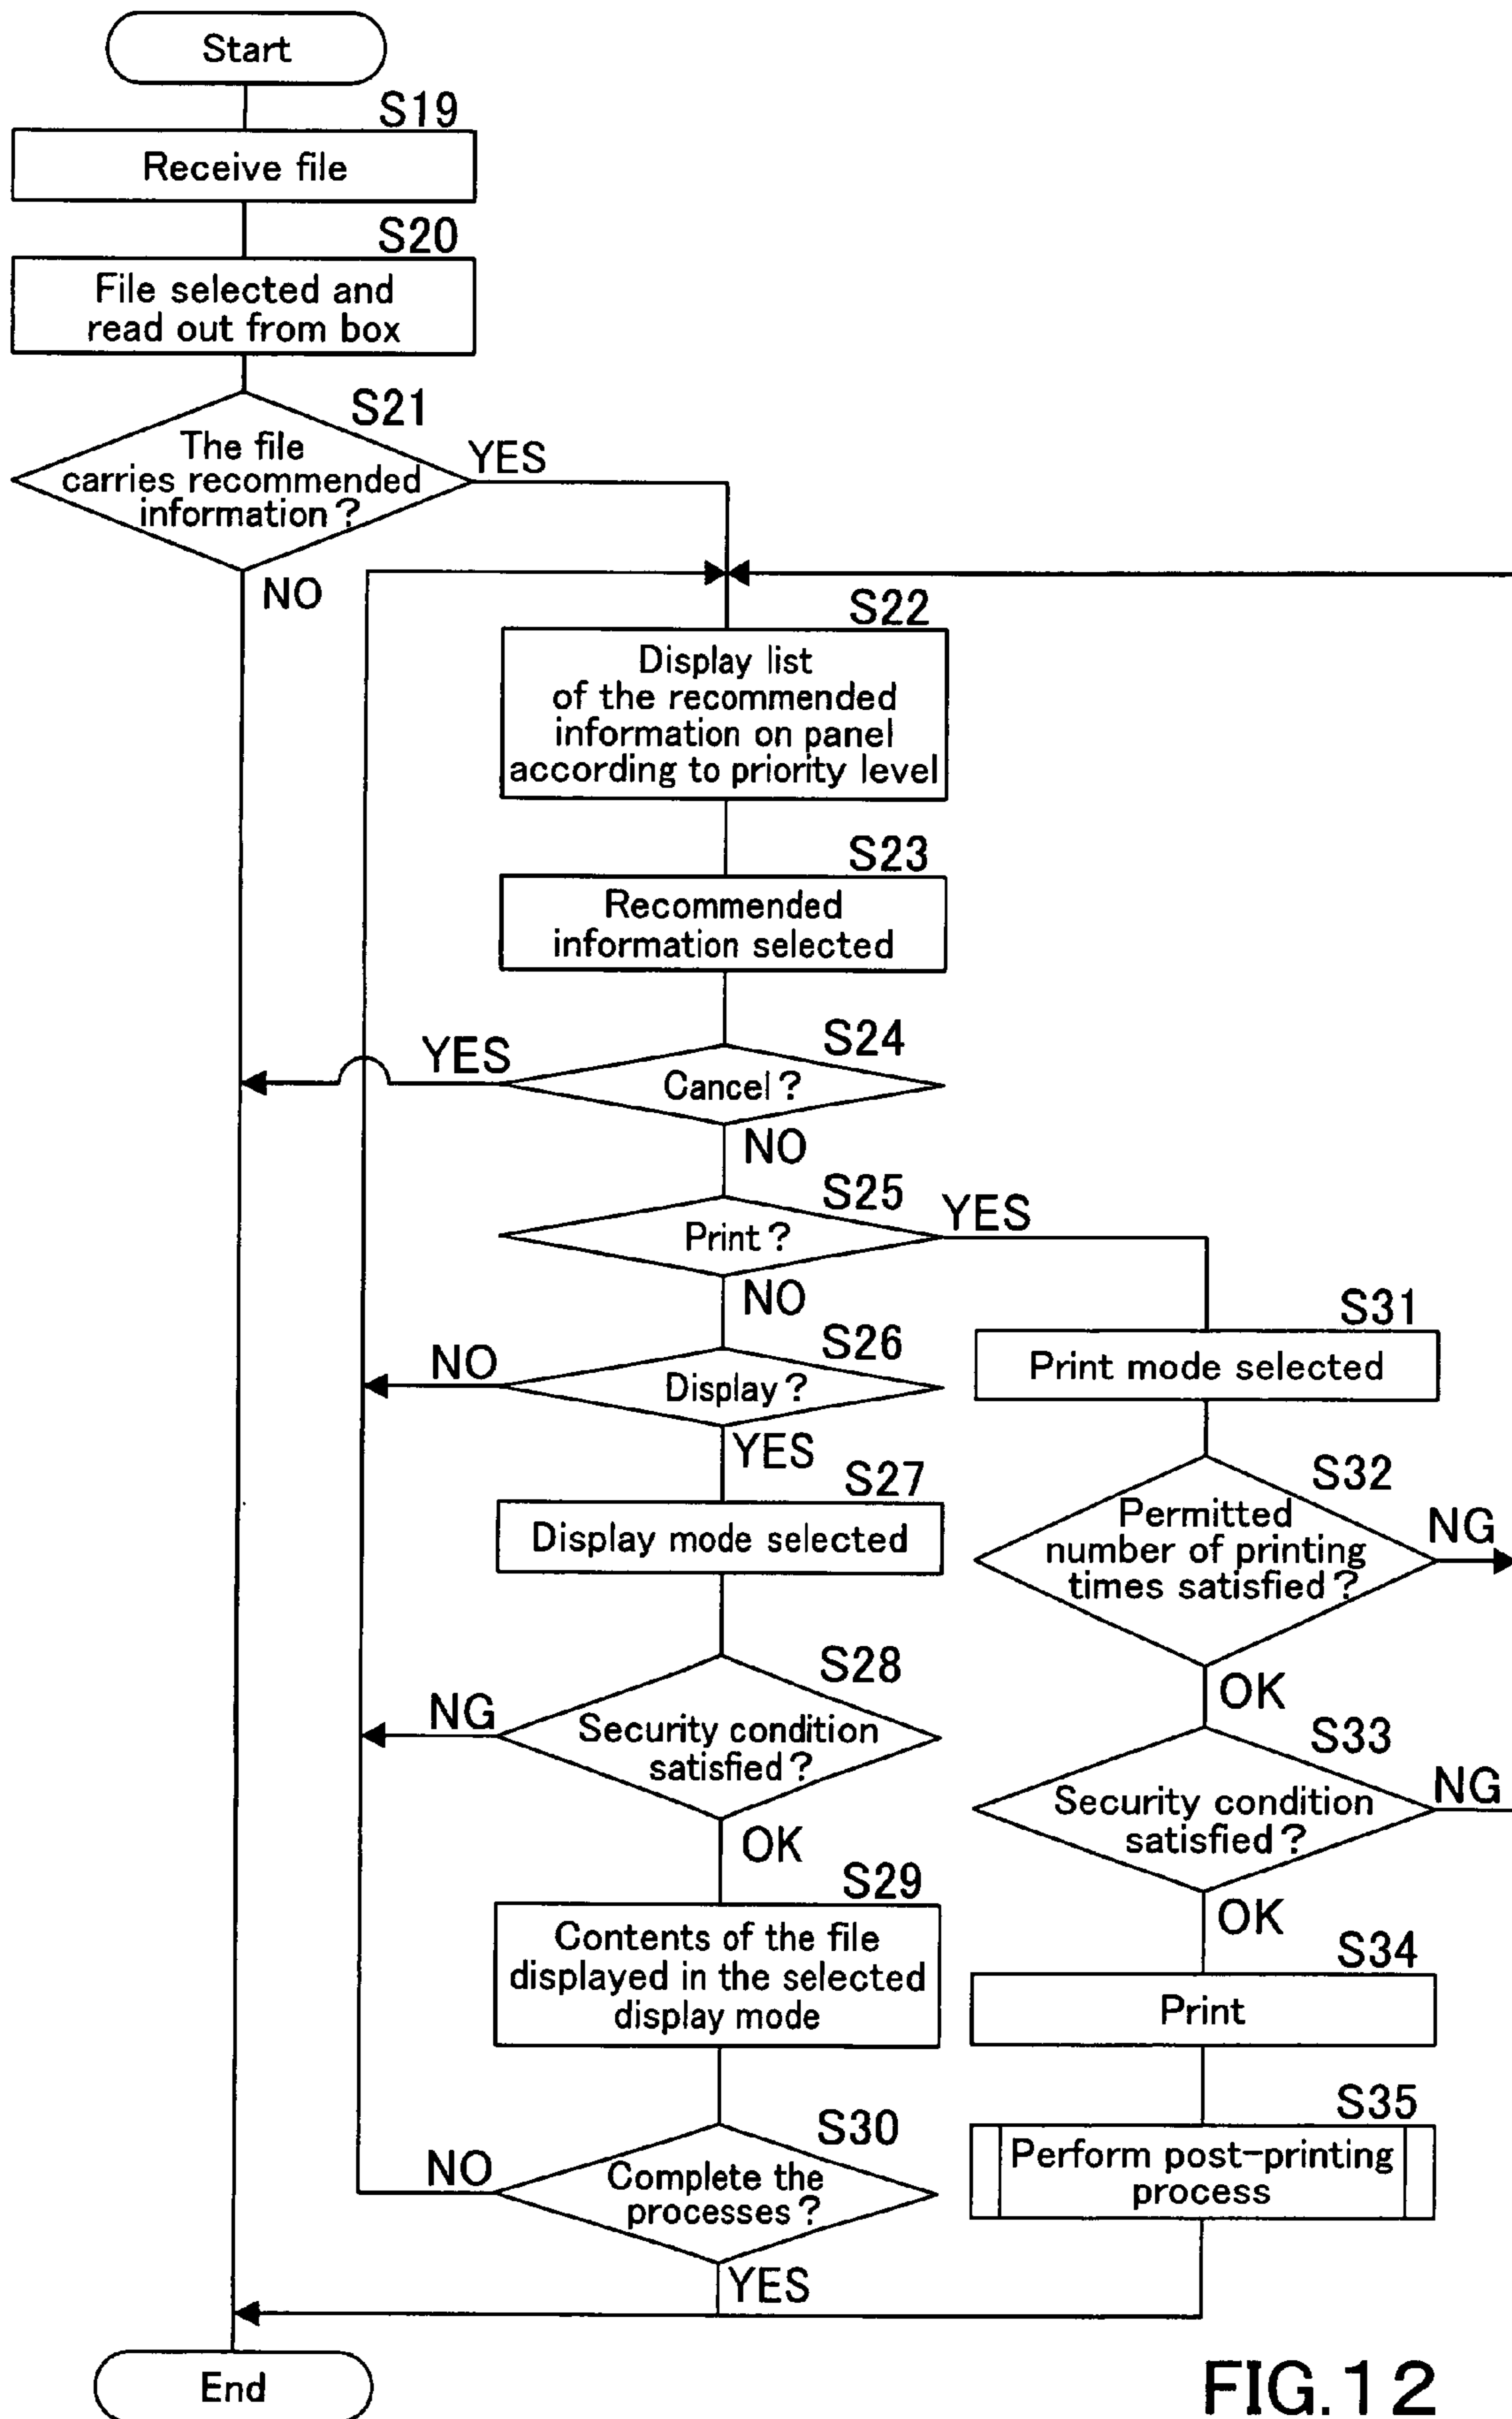 Start
S19
Receive file
S20
File selected and
read out from box
S21
The file
carries recommended
information?
YES
NO
S22
Display list
of the recommended
information on panel
according to priority level
S23
Recommended
information selected
S24
YES
Cancel?
NO
S25
YES
Print?
NO
S26
NO
Display?
YES
S27
Display mode selected
S28
NG
Security condition
satisfied?
OK
S29
Contents of the file
displayed in the selected
display mode
S30
NO
Complete the
processes?
YES
S31
Print mode selected
S32
Permitted
number of printing
times satisfied?
NG
OK
S33
Security condition
satisfied?
NG
OK
S34
Print
S35
Perform post-printing
process
End
FIG.12